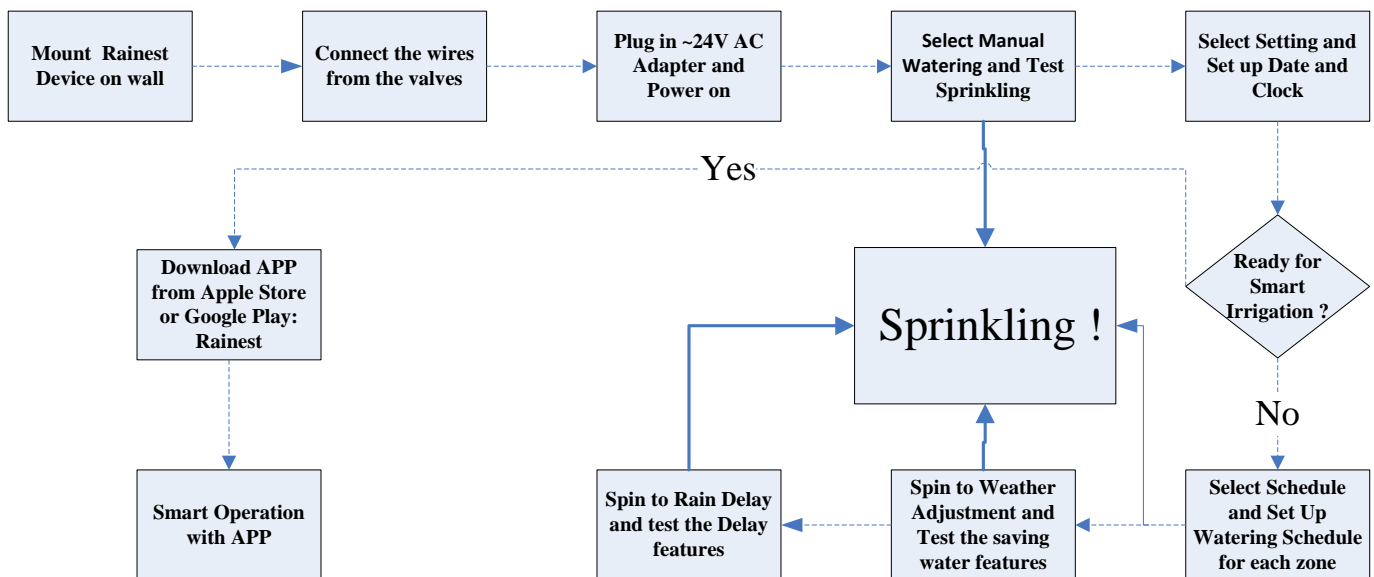 Mount Rainest
Device on wall
Connect the wires
from the valves
Plug in ~24V AC
Adapter and
Power on
Select Manual
Watering and Test
Sprinkling
Select Setting and
Set up Date and
Clock
Yes
Download APP
from Apple Store
or Google Play:
Rainest
Sprinkling !
Ready for
Smart
Irrigation ?
No
Smart Operation
with APP
Spin to Rain Delay
and test the Delay
features
Spin to Weather
Adjustment and
Test the saving
water features
Select Schedule
and Set Up
Watering Schedule
for each zone